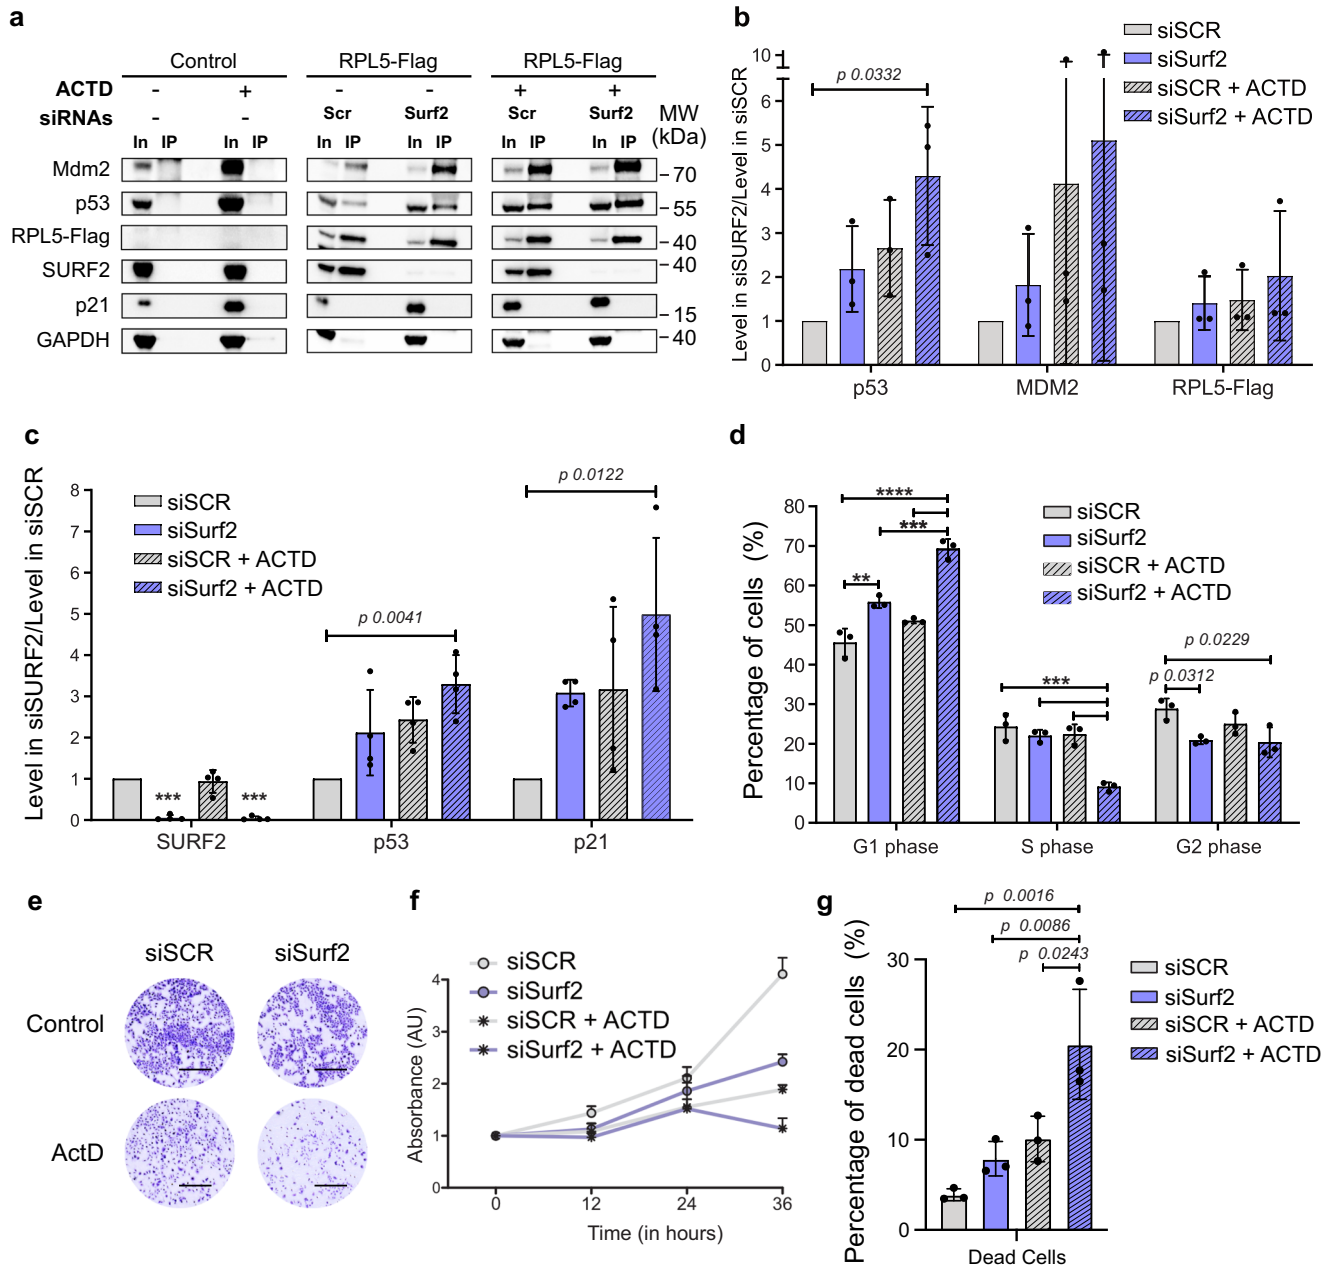 a
Control RPL5-Flag RPL5-Flag
ACTD - + - - + +
siRNAs - - Scr Surf2 Scr Surf2 MW (kDa)
In IP In IP In IP In IP In IP In IP
Mdm2 70
p53 55
RPL5-Flag 40
SURF2 40
p21 15
GAPDH 40
b
siSCR
siSurf2
siSCR + ACTD
siSurf2 + ACTD
p 0.0332
Level in siSURF2/Level in siSCR
10
6
4
3
2
1
0
p53 MDM2 RPL5-Flag
c
siSCR
siSurf2
siSCR + ACTD
siSurf2 + ACTD
p 0.0122
p 0.0041
*** ***
Level in siSURF2/Level in siSCR
8
7
6
5
4
3
2
1
0
SURF2 p53 p21
d
siSCR
siSurf2
siSCR + ACTD
siSurf2 + ACTD
****
***
**
***
p 0.0229
p 0.0312
Percentage of cells (%)
80
70
60
50
40
30
20
10
0
G1 phase S phase G2 phase
e
siSCR siSurf2
Control
ActD
f
siSCR
siSurf2
siSCR + ACTD
siSurf2 + ACTD
Absorbance (AU)
4
3
2
1
0
0 12 24 36
Time (in hours)
g
p 0.0016
p 0.0086
p 0.0243
siSCR
siSurf2
siSCR + ACTD
siSurf2 + ACTD
Percentage of dead cells (%)
30
20
10
0
Dead Cells